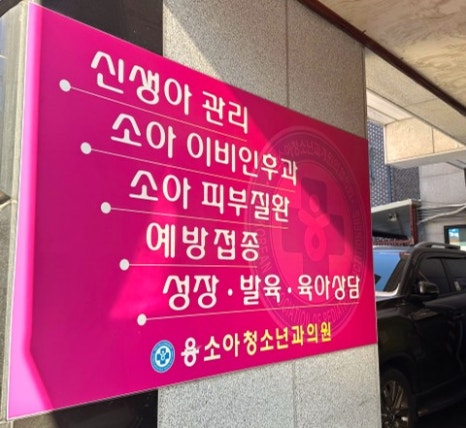 신생아 관리
소아 이비인후과
소아 피부질환
예방접종
성장·발육·육아상담
용소아청소년과의원